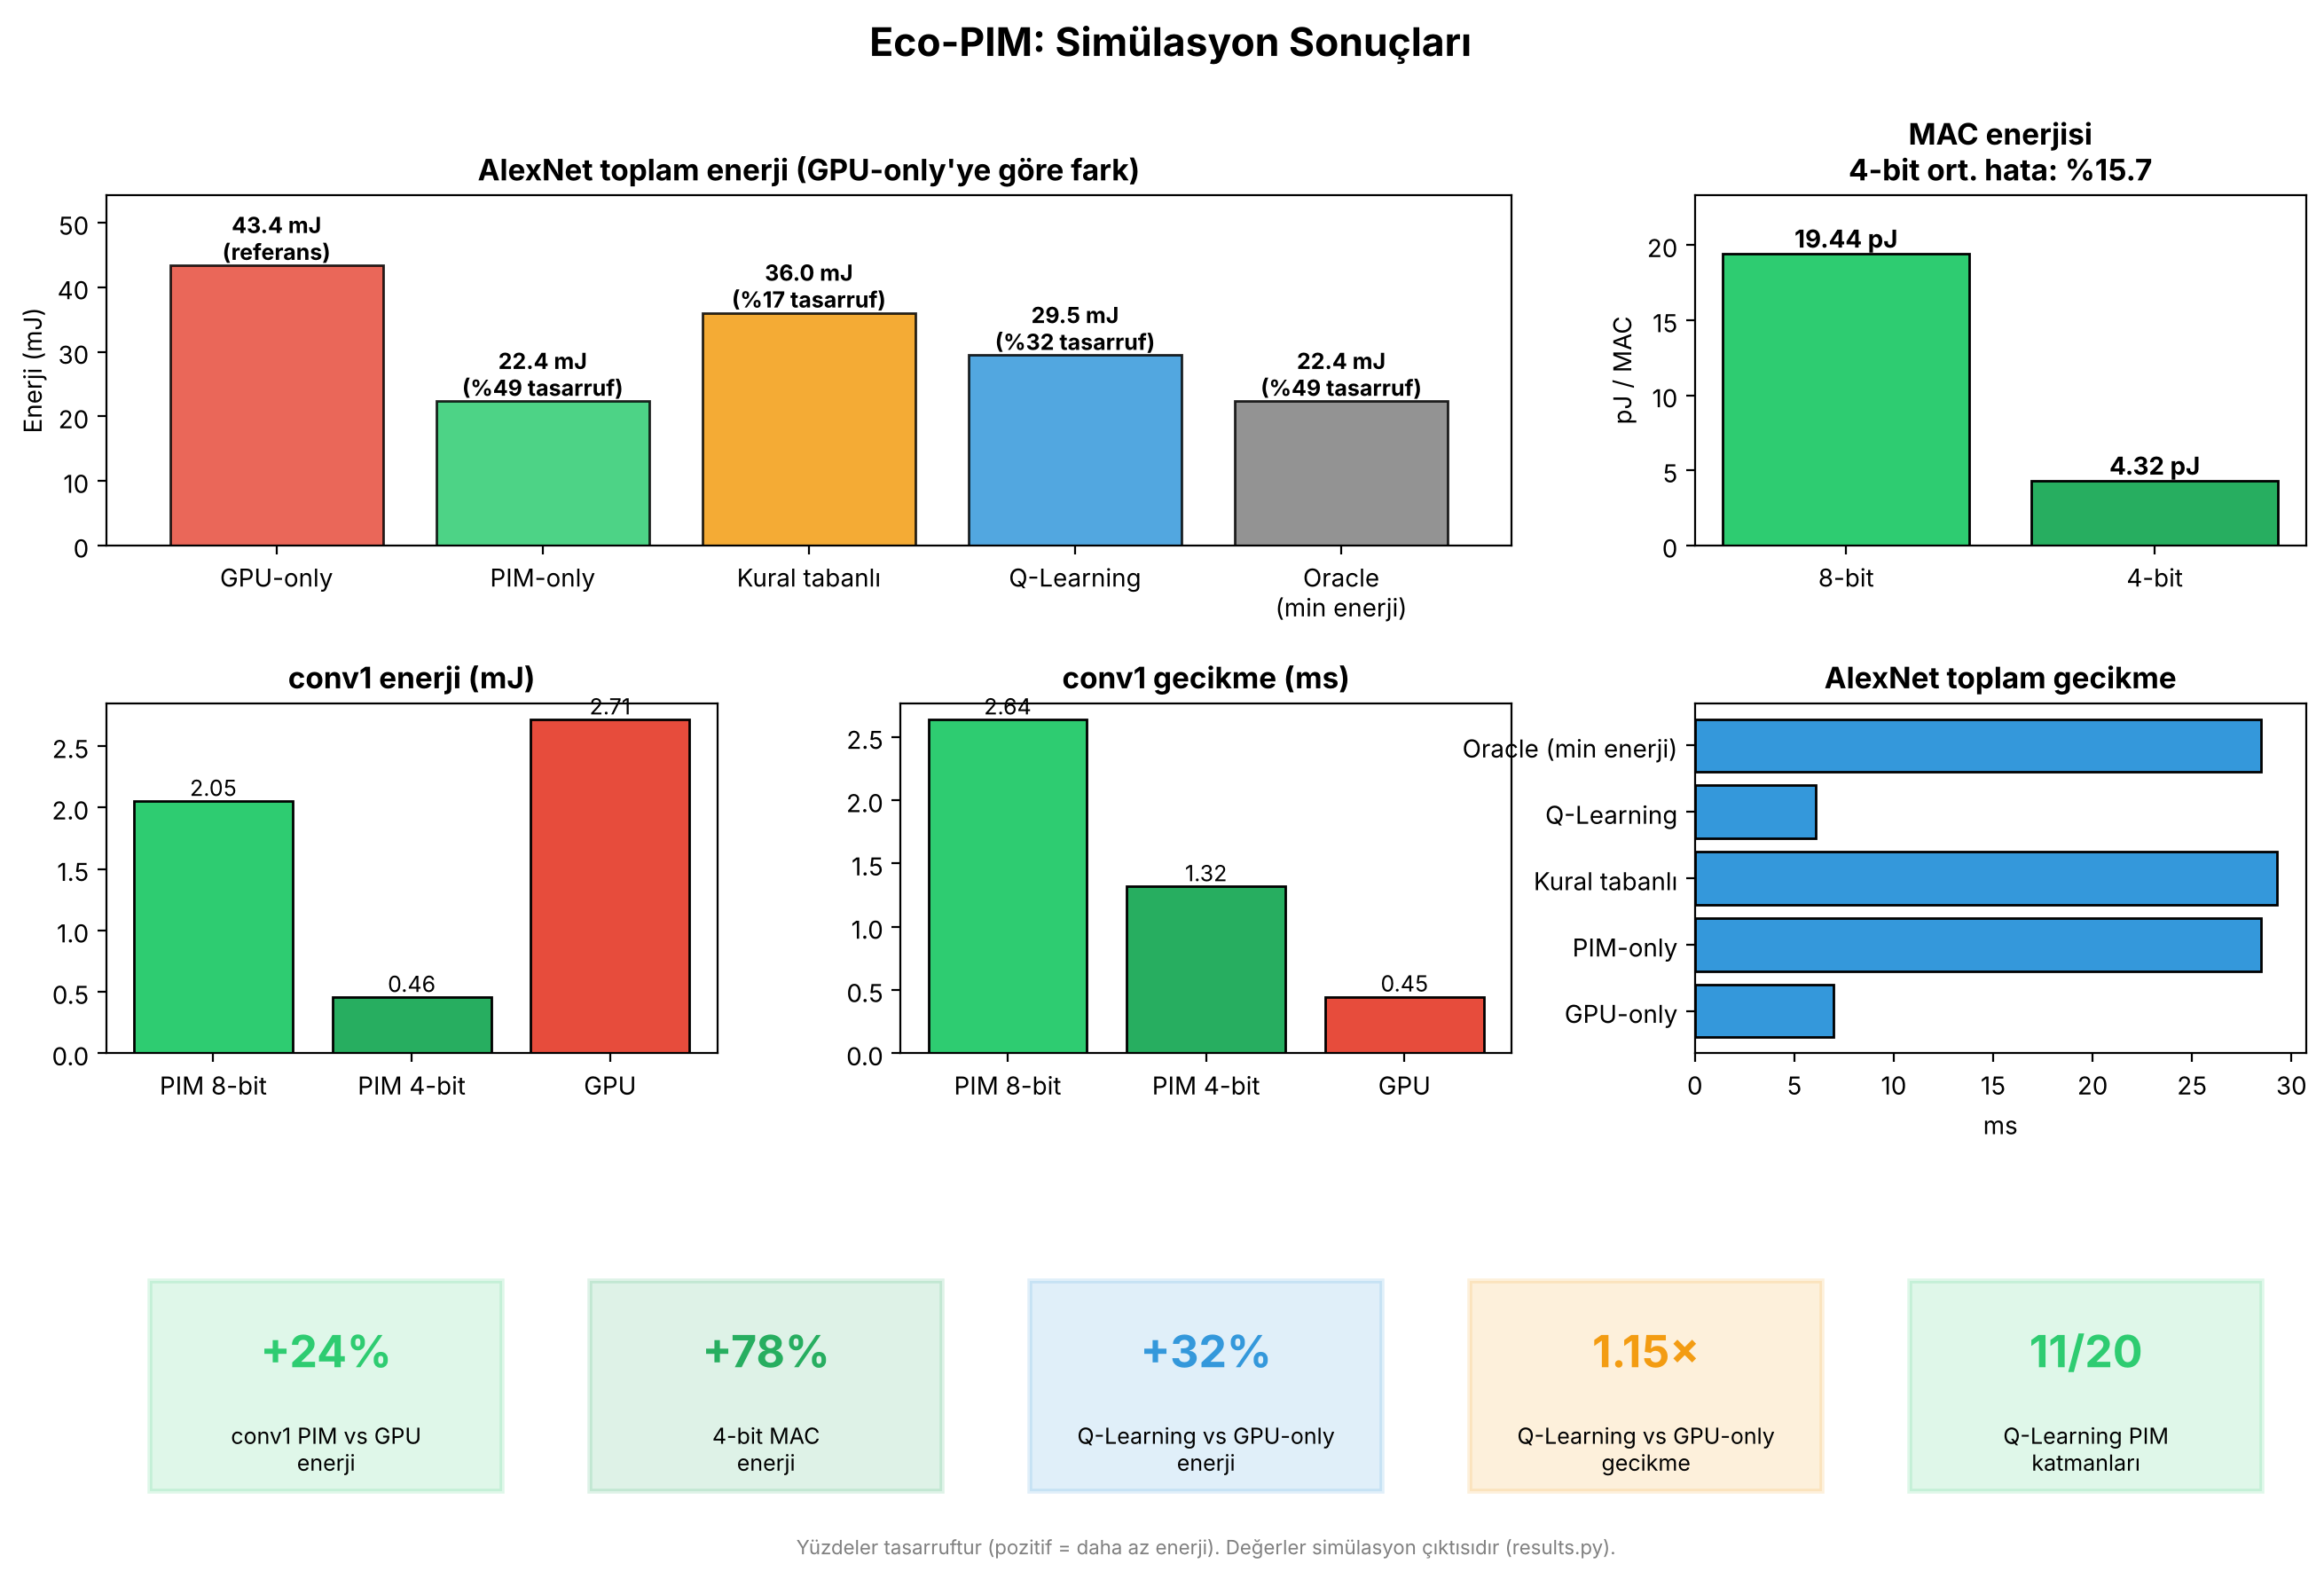 Eco-PIM: Simülasyon Sonuçları
AlexNet toplam enerji (GPU-only'ye göre fark)
Enerji (mJ)
50
40
30
20
10
0
43.4 mJ
(referans)
22.4 mJ
(%49 tasarruf)
36.0 mJ
(%17 tasarruf)
29.5 mJ
(%32 tasarruf)
22.4 mJ
(%49 tasarruf)
GPU-only
PIM-only
Kural tabanlı
Q-Learning
Oracle
(min enerji)
MAC enerjisi
4-bit ort. hata: %15.7
pJ / MAC
20
15
10
5
0
19.44 pJ
4.32 pJ
8-bit
4-bit
conv1 enerji (mJ)
2.5
2.0
1.5
1.0
0.5
0.0
2.05
0.46
2.71
PIM 8-bit
PIM 4-bit
GPU
conv1 gecikme (ms)
2.5
2.0
1.5
1.0
0.5
0.0
2.64
1.32
0.45
PIM 8-bit
PIM 4-bit
GPU
AlexNet toplam gecikme
Oracle (min enerji)
Q-Learning
Kural tabanlı
PIM-only
GPU-only
0
5
10
15
20
25
30
ms
+24%
conv1 PIM vs GPU
enerji
+78%
4-bit MAC
enerji
+32%
Q-Learning vs GPU-only
enerji
1.15×
Q-Learning vs GPU-only
gecikme
11/20
Q-Learning PIM
katmanları
Yüzdeler tasarruftur (pozitif = daha az enerji). Değerler simülasyon çıktısıdır (results.py).